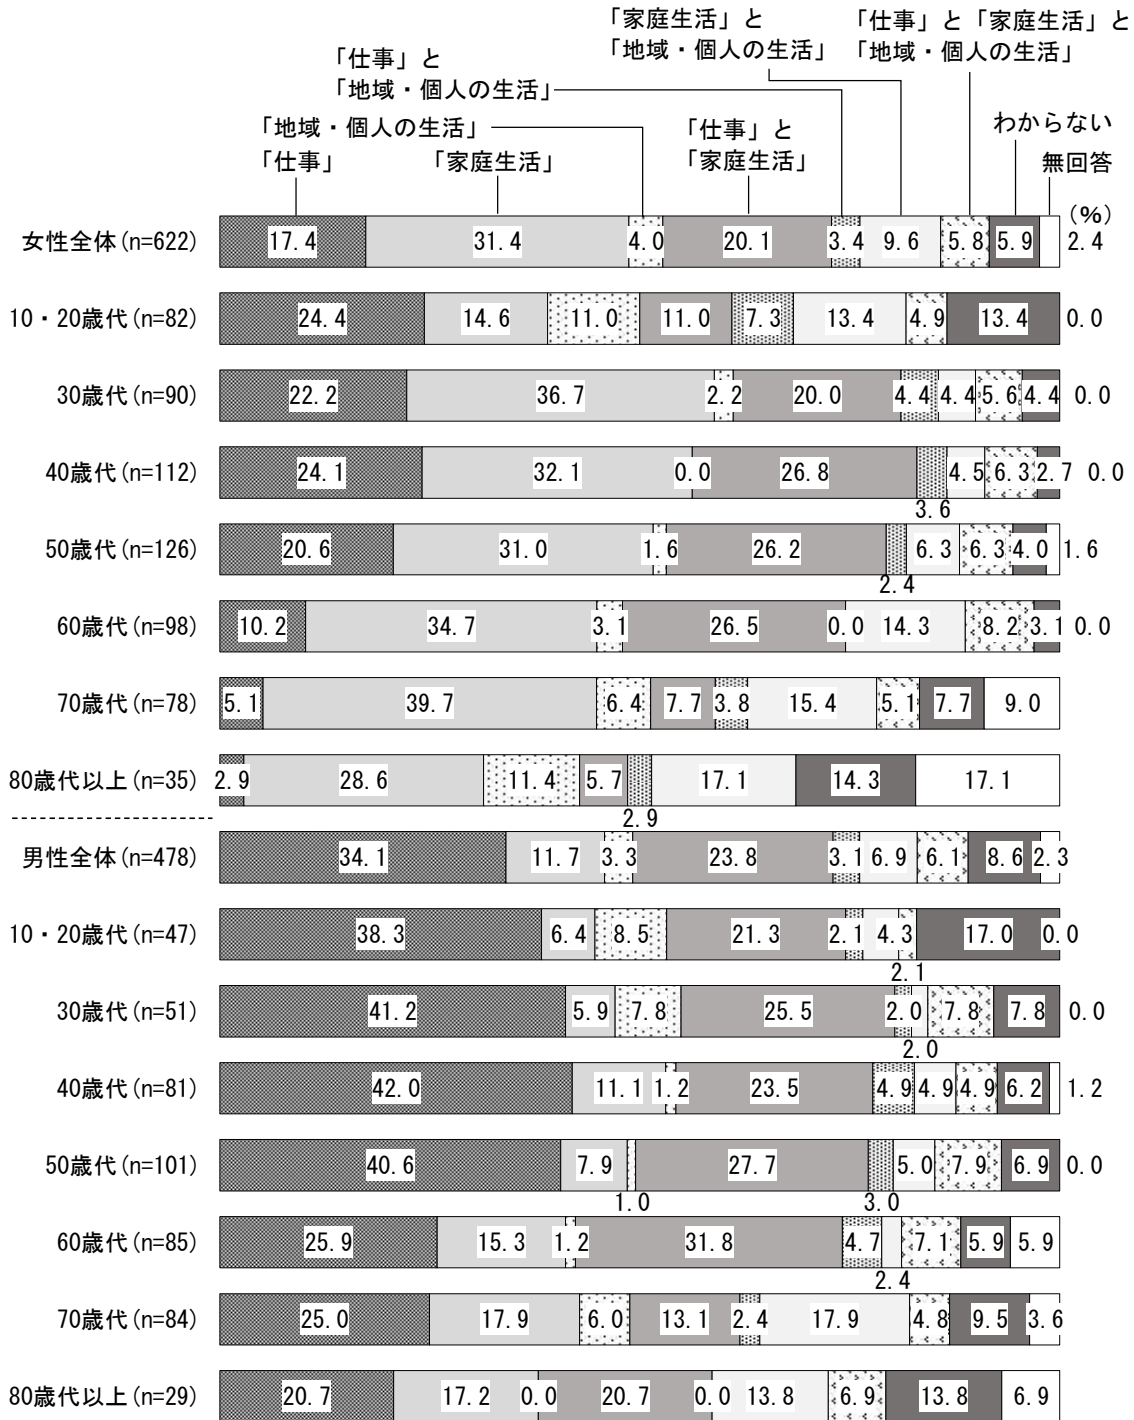 「家庭生活」と
「地域・個人の生活」
「仕事」と「家庭生活」と
「地域・個人の生活」
「仕事」と
「地域・個人の生活」
「地域・個人の生活」
「仕事」と
「家庭生活」
わからない
「仕事」
「家庭生活」
無回答
(%)
女性全体(n=622) 17.4 31.4 4.0 20.1 3.4 9.6 5.8 5.9 2.4
10・20歳代(n=82) 24.4 14.6 11.0 11.0 7.3 13.4 4.9 13.4 0.0
30歳代(n=90) 22.2 36.7 2.2 20.0 4.4 4.4 5.6 4.4 0.0
40歳代(n=112) 24.1 32.1 0.0 26.8 4.5 6.3 2.7 0.0
3.6
50歳代(n=126) 20.6 31.0 1.6 26.2 6.3 6.3 4.0 1.6
2.4
60歳代(n=98) 10.2 34.7 3.1 26.5 0.0 14.3 8.2 3.1 0.0
70歳代(n=78) 5.1 39.7 6.4 7.7 3.8 15.4 5.1 7.7 9.0
80歳代以上(n=35) 2.9 28.6 11.4 5.7 17.1 14.3 17.1
2.9
男性全体(n=478) 34.1 11.7 3.3 23.8 3.1 6.9 6.1 8.6 2.3
10・20歳代(n=47) 38.3 6.4 8.5 21.3 2.1 4.3 17.0 0.0
2.1
30歳代(n=51) 41.2 5.9 7.8 25.5 2.0 7.8 7.8 0.0
2.0
40歳代(n=81) 42.0 11.1 1.2 23.5 4.9 4.9 4.9 6.2 1.2
50歳代(n=101) 40.6 7.9 27.7 5.0 7.9 6.9 0.0
1.0 3.0
60歳代(n=85) 25.9 15.3 1.2 31.8 4.7 7.1 5.9 5.9
2.4
70歳代(n=84) 25.0 17.9 6.0 13.1 2.4 17.9 4.8 9.5 3.6
80歳代以上(n=29) 20.7 17.2 0.0 20.7 0.0 13.8 6.9 13.8 6.9